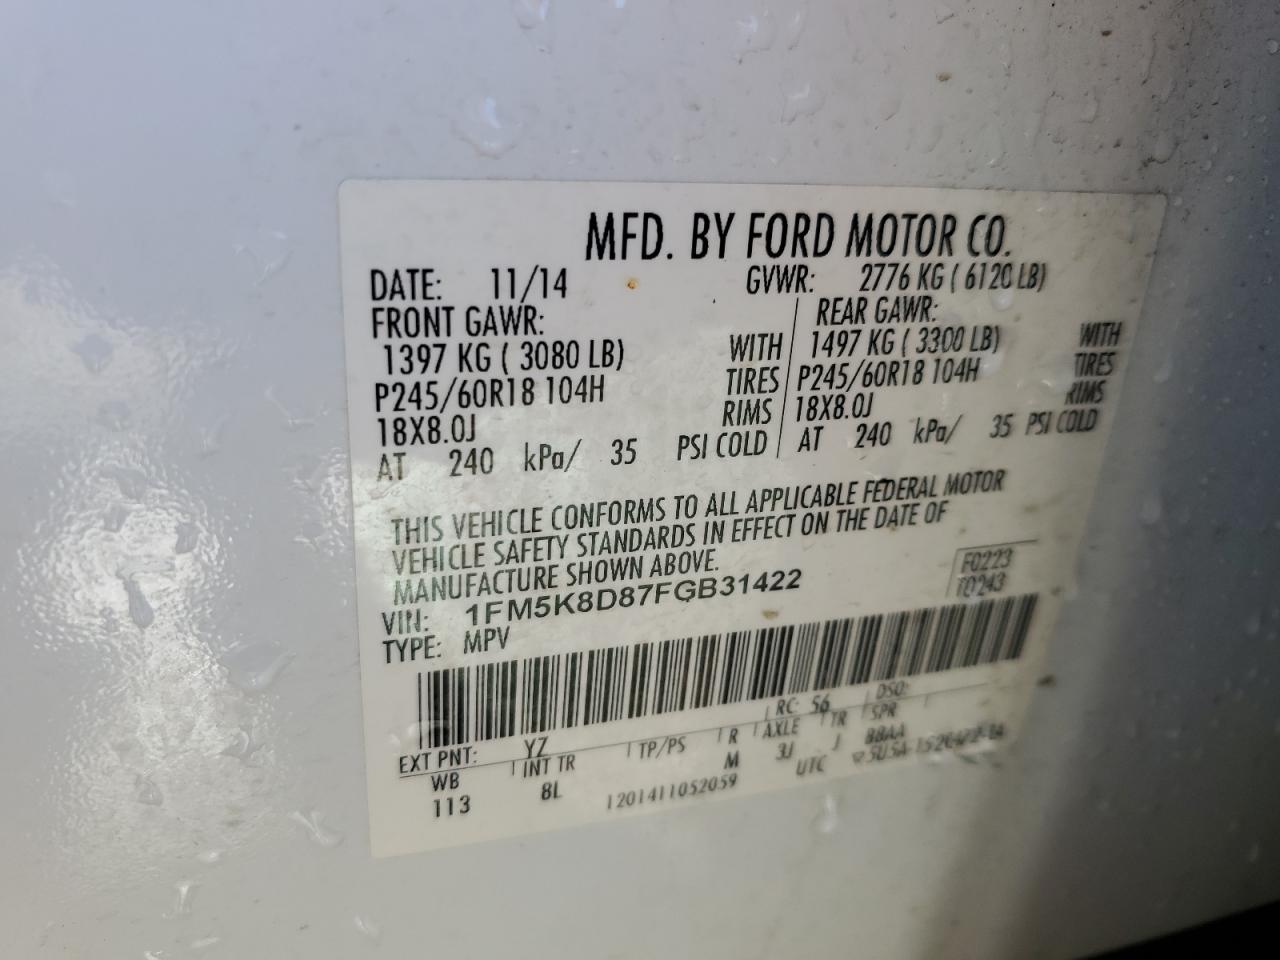 MFD. BY FORD MOTOR CO.
DATE: 11/14 GVWR: 2776 KG ( 6120 LB)
FRONT GAWR: REAR GAWR:
1397 KG ( 3080 LB) WITH 1497 KG ( 3300 LB) WITH
P245/60R18 104H TIRES P245/60R18 104H TIRES
18X8.0J RIMS 18X8.0J RIMS
AT 240 kPa/ 35 PSI COLD AT 240 kPa/ 35 PSI COLD
THIS VEHICLE CONFORMS TO ALL APPLICABLE FEDERAL MOTOR
VEHICLE SAFETY STANDARDS IN EFFECT ON THE DATE OF
MANUFACTURE SHOWN ABOVE.
F0223
T0243
VIN: 1FM5K8D87FGB31422
TYPE: MPV
EXT PNT: YZ RC: 56 DSO:
WB INT TR TP/PS R AXLE TR SPR
113 8L M 3J J BBAA
1201411052059 UTC